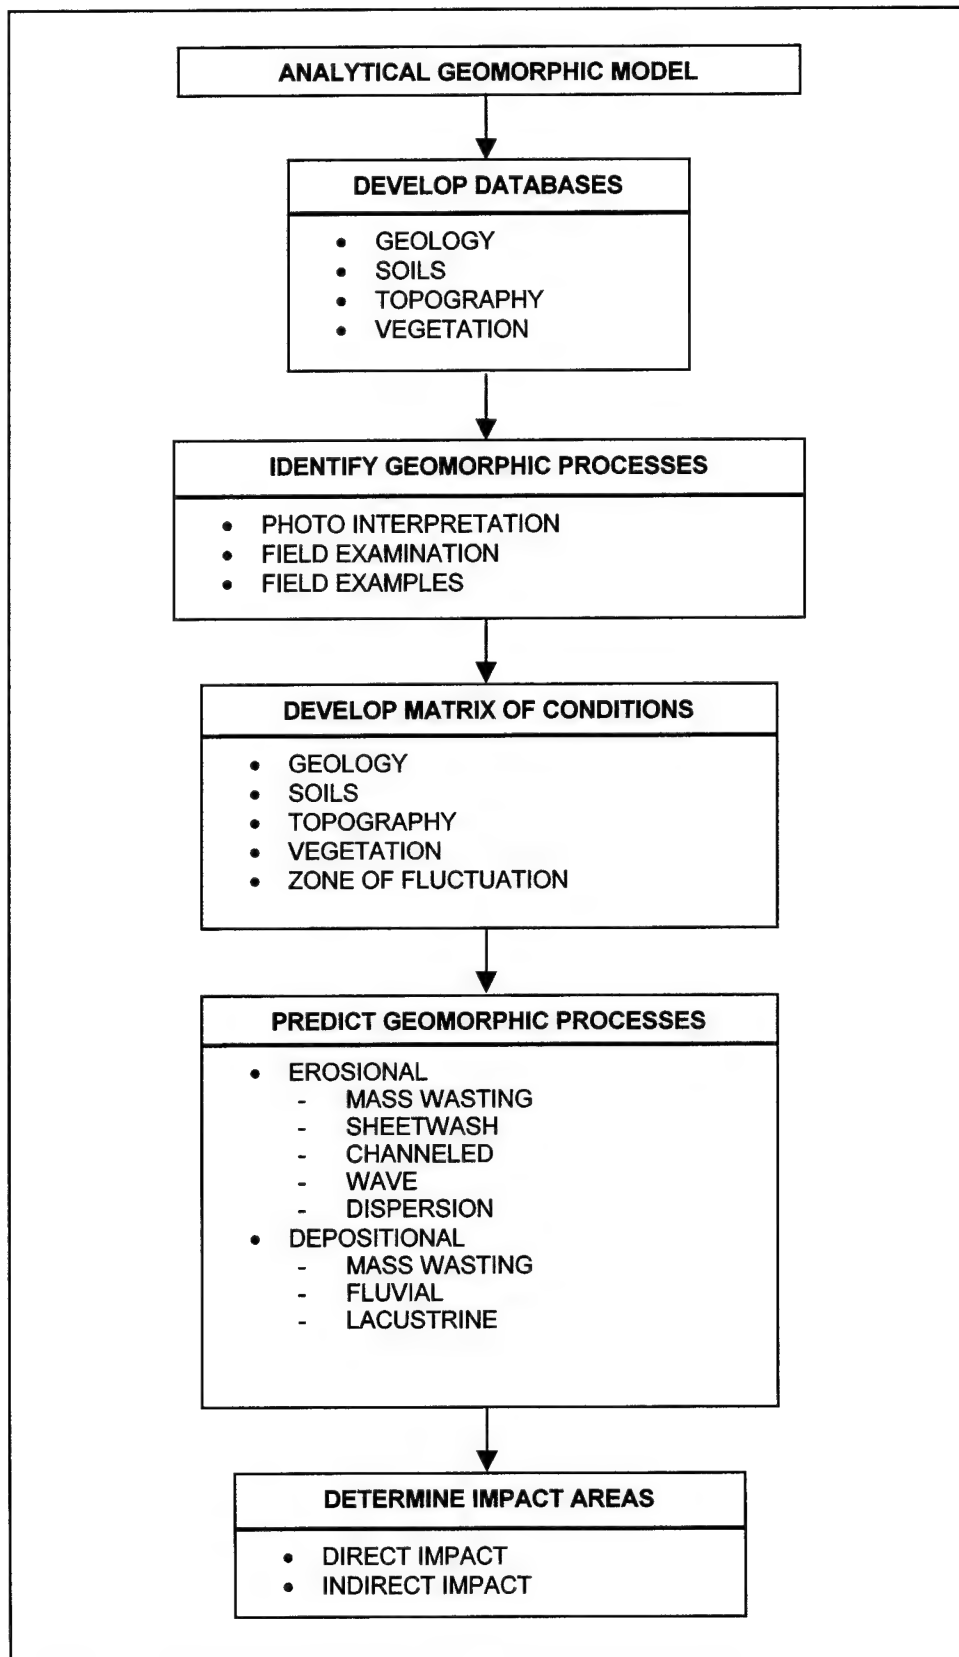 ANALYTICAL GEOMORPHIC MODEL
DEVELOP DATABASES
• GEOLOGY
• SOILS
• TOPOGRAPHY
• VEGETATION
IDENTIFY GEOMORPHIC PROCESSES
• PHOTO INTERPRETATION
• FIELD EXAMINATION
• FIELD EXAMPLES
DEVELOP MATRIX OF CONDITIONS
• GEOLOGY
• SOILS
• TOPOGRAPHY
• VEGETATION
• ZONE OF FLUCTUATION
PREDICT GEOMORPHIC PROCESSES
• EROSIONAL
- MASS WASTING
- SHEETWASH
- CHANNELED
- WAVE
- DISPERSION
• DEPOSITIONAL
- MASS WASTING
- FLUVIAL
- LACUSTRINE
DETERMINE IMPACT AREAS
• DIRECT IMPACT
• INDIRECT IMPACT